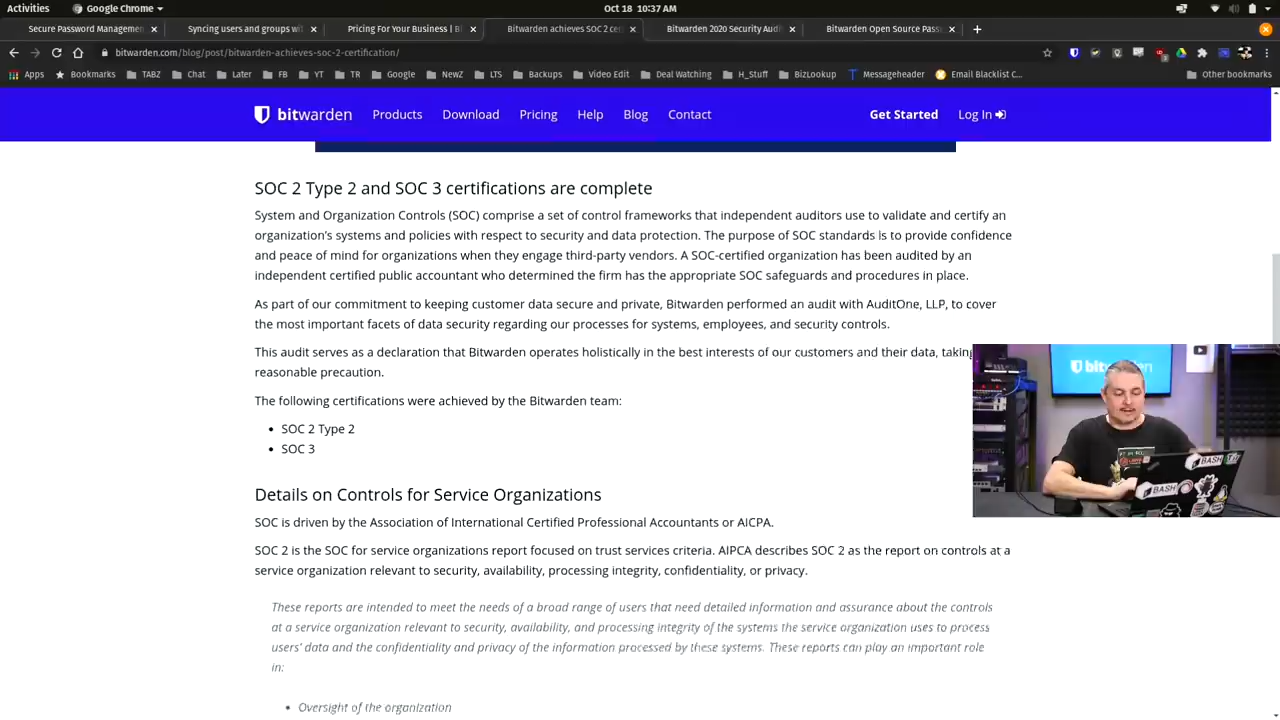 Activities Google Chrome Oct 18 10:37 AM
Secure Password Managemen Syncing users and groups wit Pricing For Your Business | Bi Bitwarden achieves SOC 2 cer Bitwarden 2020 Security Audi Bitwarden Open Source Pass
bitwarden.com/blog/post/bitwarden-achieves-soc-2-certification/
Apps Bookmarks TABZ Chat Later FB YT TR Google NewZ LTS Backups Video Edit Deal Watching H_Stuff BizLookup Messageheader Email Blacklist C... Other bookmarks
bitwarden Products Download Pricing Help Blog Contact Get Started Log In
SOC 2 Type 2 and SOC 3 certifications are complete
System and Organization Controls (SOC) comprise a set of control frameworks that independent auditors use to validate and certify an
organization's systems and policies with respect to security and data protection. The purpose of SOC standards is to provide confidence
and peace of mind for organizations when they engage third-party vendors. A SOC-certified organization has been audited by an
independent certified public accountant who determined the firm has the appropriate SOC safeguards and procedures in place.
As part of our commitment to keeping customer data secure and private, Bitwarden performed an audit with AuditOne, LLP, to cover
the most important facets of data security regarding our processes for systems, employees, and security controls.
This audit serves as a declaration that Bitwarden operates holistically in the best interests of our customers and their data, taking
reasonable precaution.
The following certifications were achieved by the Bitwarden team:
• SOC 2 Type 2
• SOC 3
Details on Controls for Service Organizations
SOC is driven by the Association of International Certified Professional Accountants or AICPA.
SOC 2 is the SOC for service organizations report focused on trust services criteria. AIPCA describes SOC 2 as the report on controls at a
service organization relevant to security, availability, processing integrity, confidentiality, or privacy.
These reports are intended to meet the needs of a broad range of users that need detailed information and assurance about the controls
at a service organization relevant to security, availability, and processing integrity of the systems the service organization uses to process
users' data and the confidentiality and privacy of the information processed by these systems. These reports can play an important role
in:
• Oversight of the organization
BASH
BASH